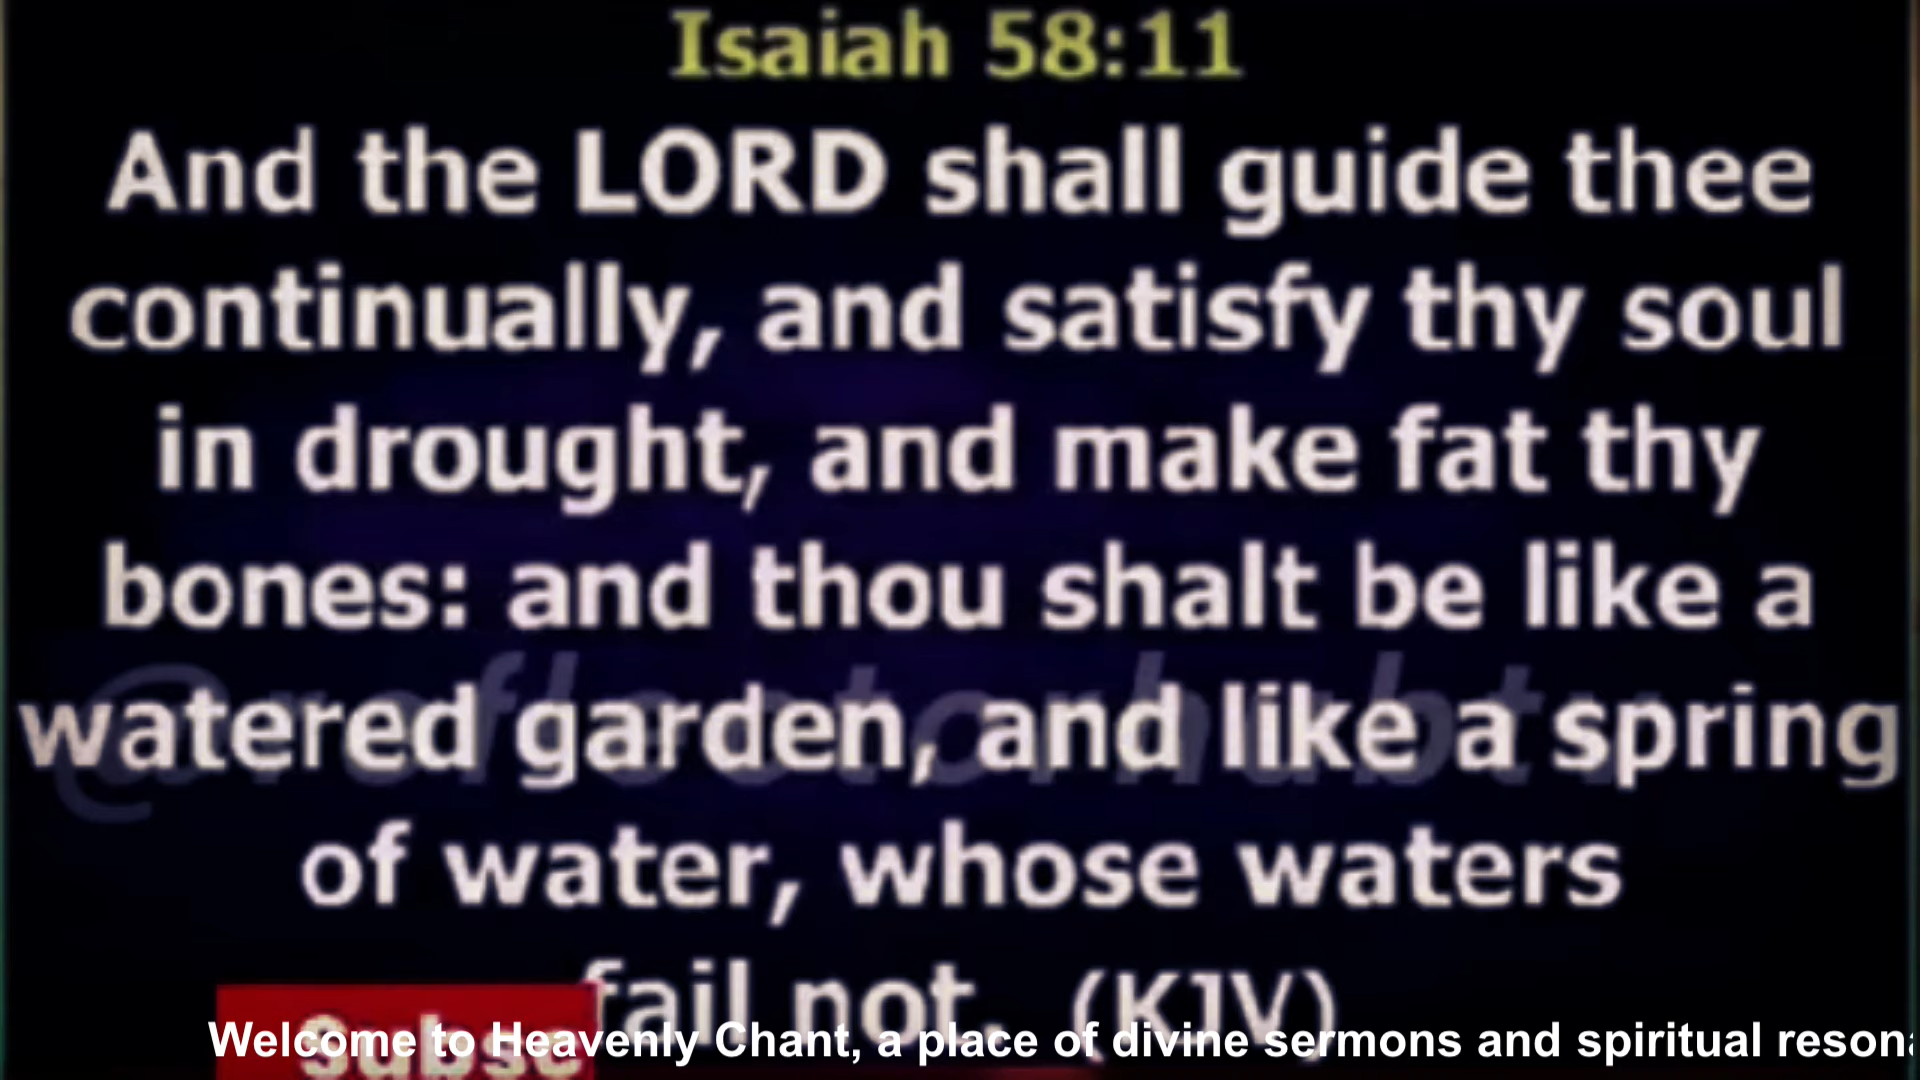 Isaiah 58:11
And the LORD shall guide thee
continually, and satisfy thy soul
in drought, and make fat thy
bones: and thou shalt be like a
watered garden, and like a spring
@reflectorhubtv
of water, whose waters
fail not. (KJV)
Subsc
Welcome to Heavenly Chant, a place of divine sermons and spiritual resona